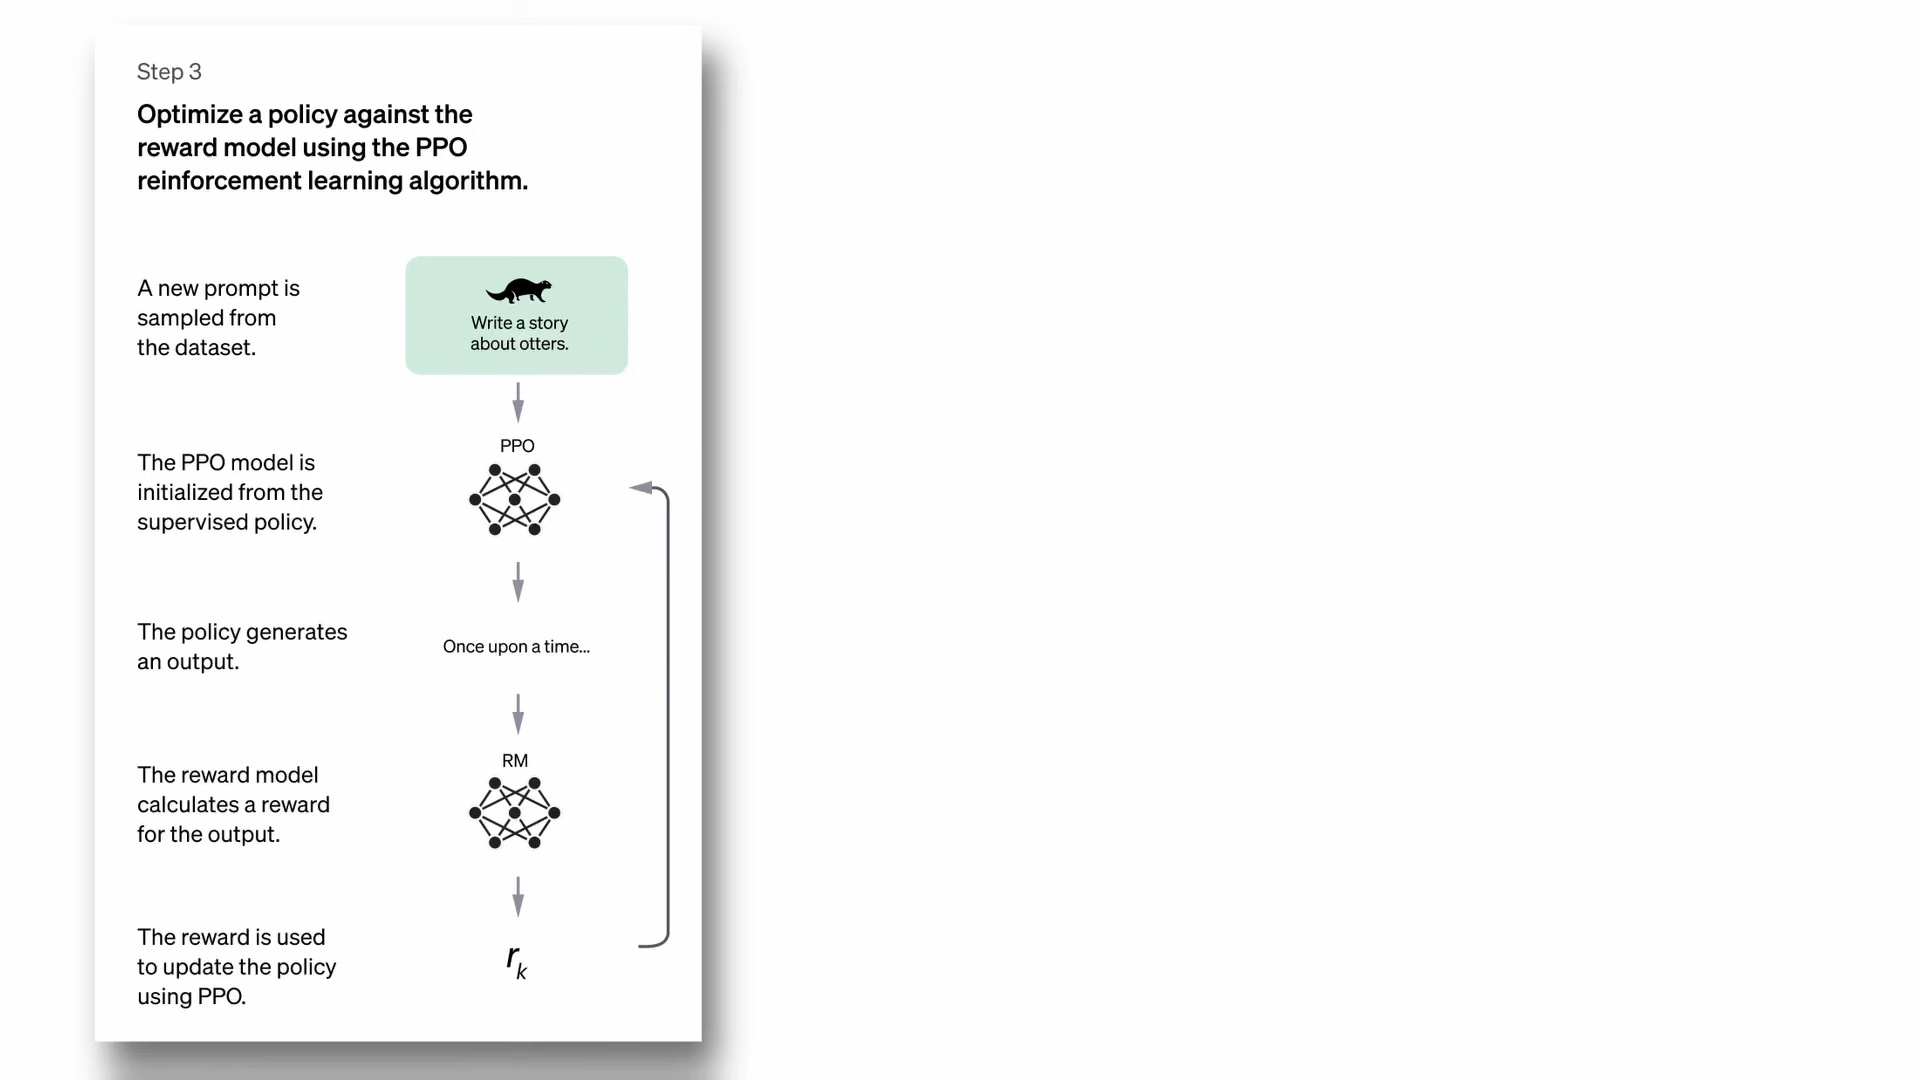 Step 3
Optimize a policy against the
reward model using the PPO
reinforcement learning algorithm.
A new prompt is
sampled from
the dataset.
Write a story
about otters.
PPO
The PPO model is
initialized from the
supervised policy.
The policy generates
an output.
Once upon a time...
RM
The reward model
calculates a reward
for the output.
The reward is used
to update the policy
using PPO.
r_k